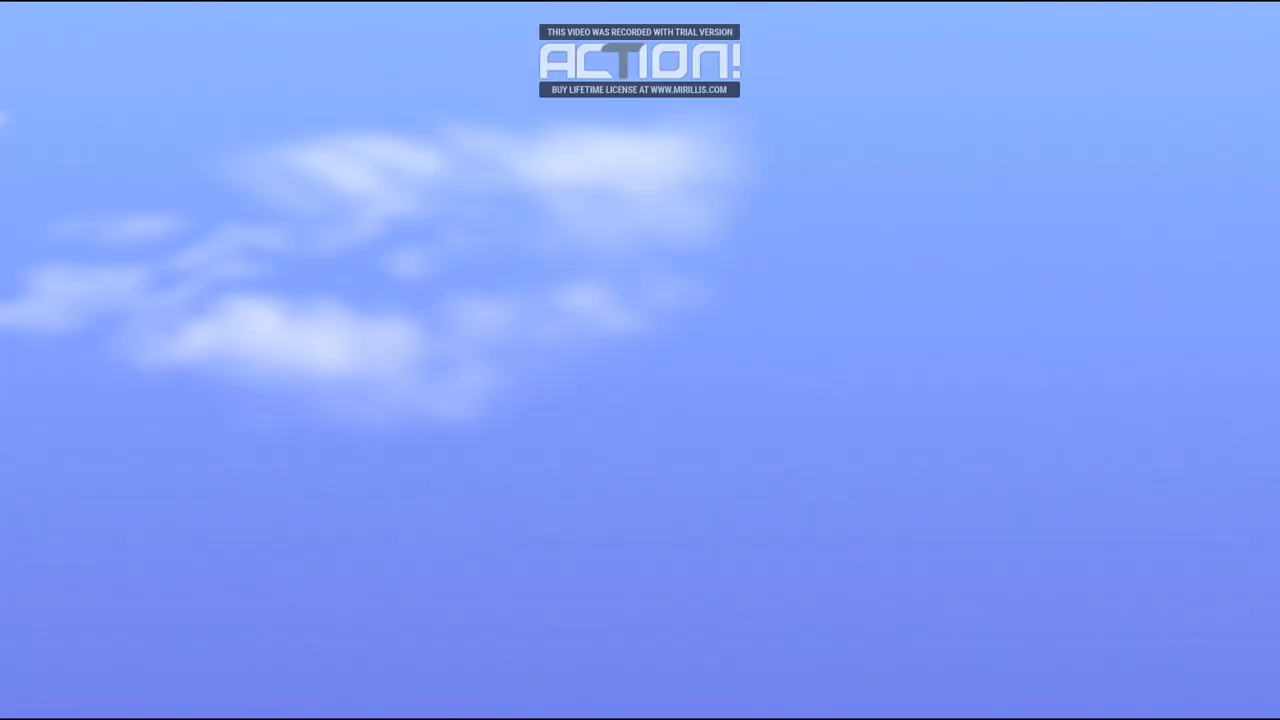 THIS VIDEO WAS RECORDED WITH TRIAL VERSION
ACTION!
BUY LIFETIME LICENSE AT WWW.MIRILLIS.COM